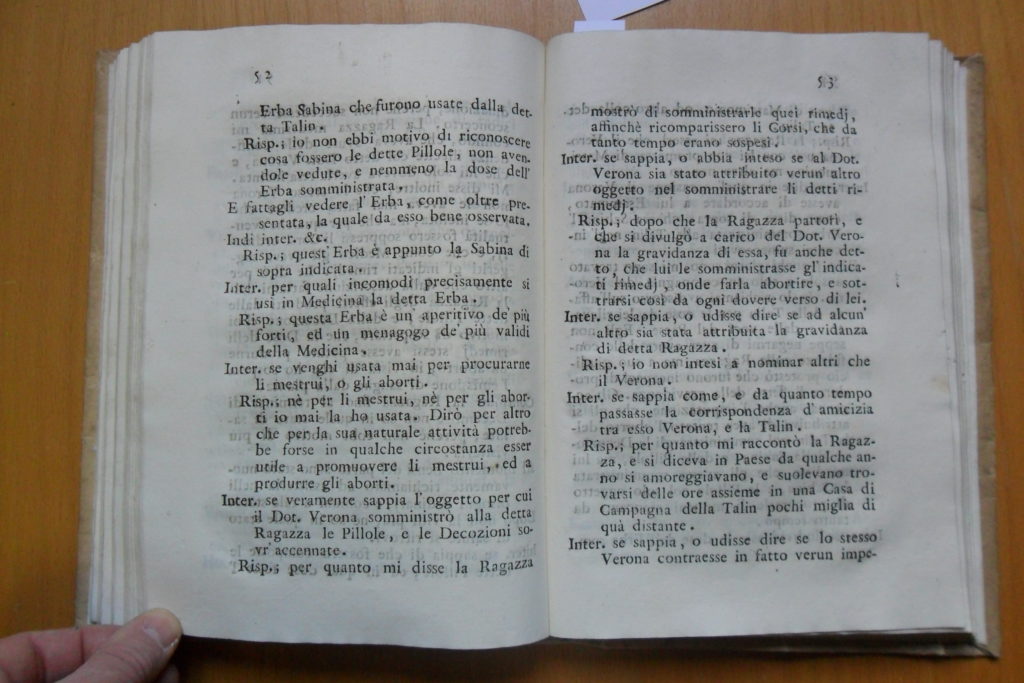 52
Erba Sabina che furono usate dalla det-
ta Talin.
Risp.; io non ebbi motivo di riconoscere
cosa fossero le dette Pillole, non aven-
dole vedute, e nemmeno la dose dell'
Erba somministrata.
E fattagli vedere l'Erba, come oltre pre-
sentata, la quale da esso bene osservata.
Indi inter. &c.
Risp.; quest'Erba è appunto la Sabina di
sopra indicata.
Inter. per quali incomodi precisamente si
usi in Medicina la detta Erba.
Risp.; questa Erba è un aperitivo de' più
forti, ed un menagogo de' più validi
della Medicina.
Inter. se venghi usata mai per procurarne
li mestrui, o gli aborti.
Risp.; nè per li mestrui, nè per gli abor-
ti io mai la ho usata. Dirò per altro
che per la sua naturale attività potreb-
be forse in qualche circostanza esser
utile a promuovere li mestrui, ed a
produrre gli aborti.
Inter. se veramente sappia l'oggetto per cui
il Dot. Verona somministrò alla detta
Ragazza le Pillole, e le Decozioni so-
vr'accennate.
Risp.; per quanto mi disse la Ragazza
53
mostrò di somministrarle quei rimedj,
affinchè ricomparissero li Corsi, che da
tanto tempo erano sospesi.
Inter. se sappia, o abbia inteso se al Dot.
Verona sia stato attribuito verun' altro
oggetto nel somministrare li detti ri-
medj.
Risp.; dopo che la Ragazza partorì, e
che si divulgò a carico del Dot. Vero-
na la gravidanza di essa, fu anche det-
to, che lui le somministrasse gl'indica-
ti rimedj, onde farla abortire, e sot-
trarsi così da ogni dovere verso di lei.
Inter. se sappia, o udisse dire se ad alcun'
altro sia stata attribuita la gravidanza
di detta Ragazza.
Risp.; io non intesi a nominar altri che
il Verona.
Inter. se sappia come, e da quanto tempo
passasse la corrispondenza d'amicizia
tra esso Verona, e la Talin.
Risp.; per quanto mi raccontò la Ragaz-
za, e si diceva in Paese da qualche an-
no si amoreggiavano, e suolevano tro-
varsi delle ore assieme in una Casa di
Campagna della Talin pochi miglia di
quà distante.
Inter. se sappia, o udisse dire se lo stesso
Verona contraesse in fatto verun impe-